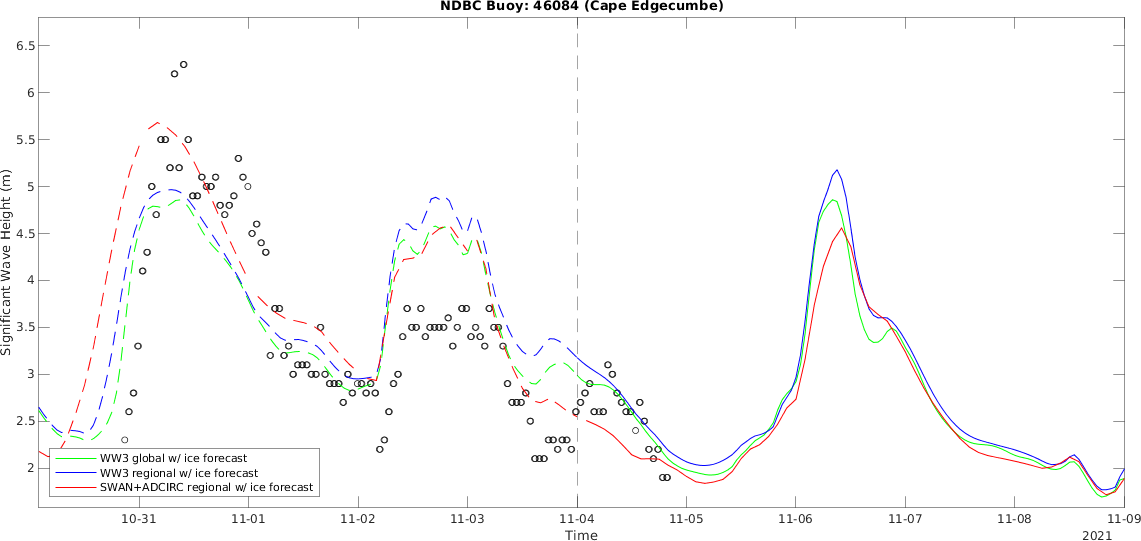 NDBC Buoy: 46084 (Cape Edgecumbe)
Significant Wave Height (m)
6.5
6
5.5
5
4.5
4
3.5
3
2.5
2
WW3 global w/ ice forecast
WW3 regional w/ ice forecast
SWAN+ADCIRC regional w/ ice forecast
10-31 11-01 11-02 11-03 11-04 11-05 11-06 11-07 11-08 11-09
Time 2021